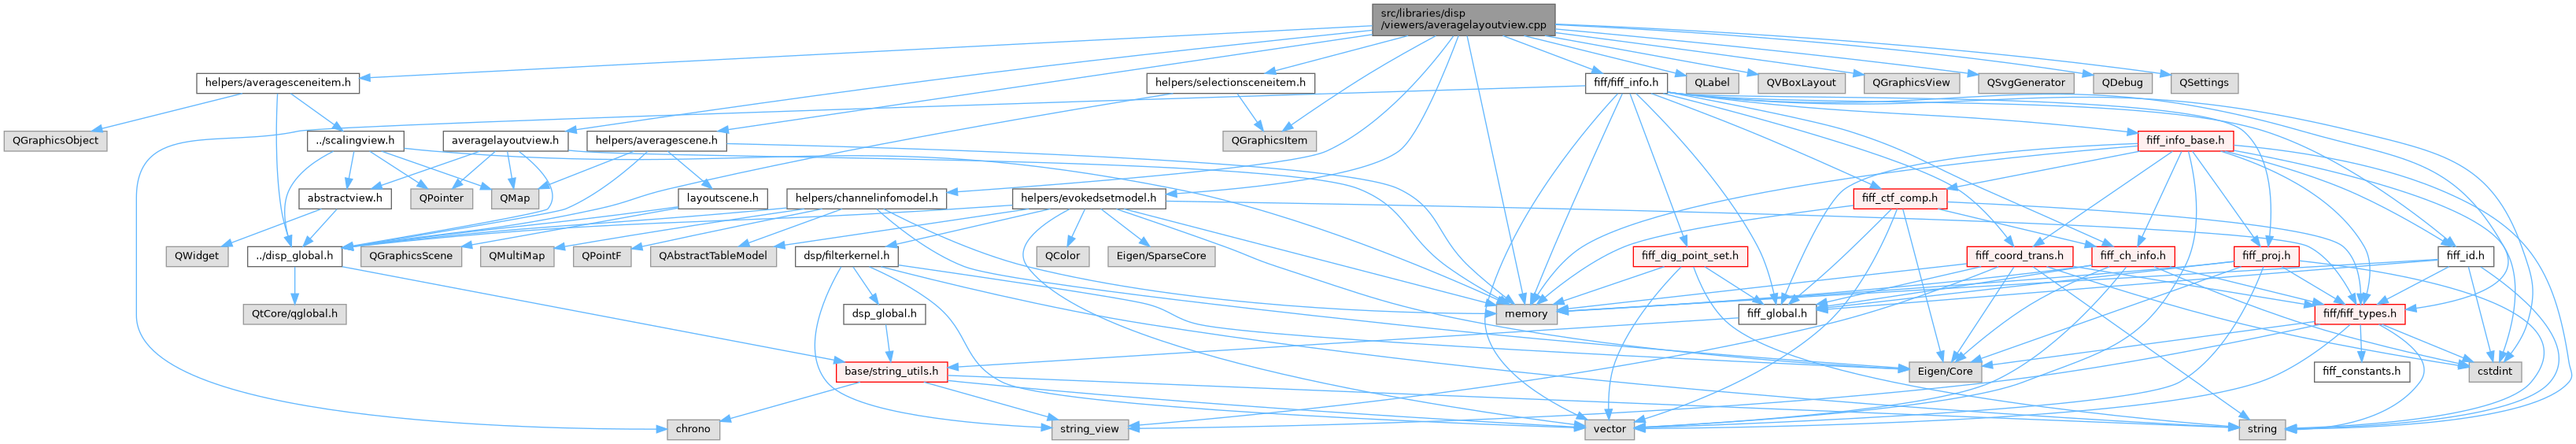 src/libraries/disp
/viewers/averagelayoutview.cpp
helpers/averagesceneitem.h
helpers/selectionsceneitem.h
fiff/fiff_info.h
QLabel
QVBoxLayout
QGraphicsView
QSvgGenerator
QDebug
QSettings
QGraphicsObject
../scalingview.h
averagelayoutview.h
helpers/averagescene.h
QGraphicsItem
fiff_info_base.h
abstractview.h
QPointer
QMap
layoutscene.h
helpers/channelinfomodel.h
helpers/evokedsetmodel.h
fiff_ctf_comp.h
QWidget
../disp_global.h
QGraphicsScene
QMultiMap
QPointF
QAbstractTableModel
dsp/filterkernel.h
QColor
Eigen/SparseCore
fiff_dig_point_set.h
fiff_coord_trans.h
fiff_ch_info.h
fiff_proj.h
fiff_id.h
QtCore/qglobal.h
dsp_global.h
memory
fiff_global.h
fiff/fiff_types.h
base/string_utils.h
Eigen/Core
fiff_constants.h
cstdint
chrono
string_view
vector
string